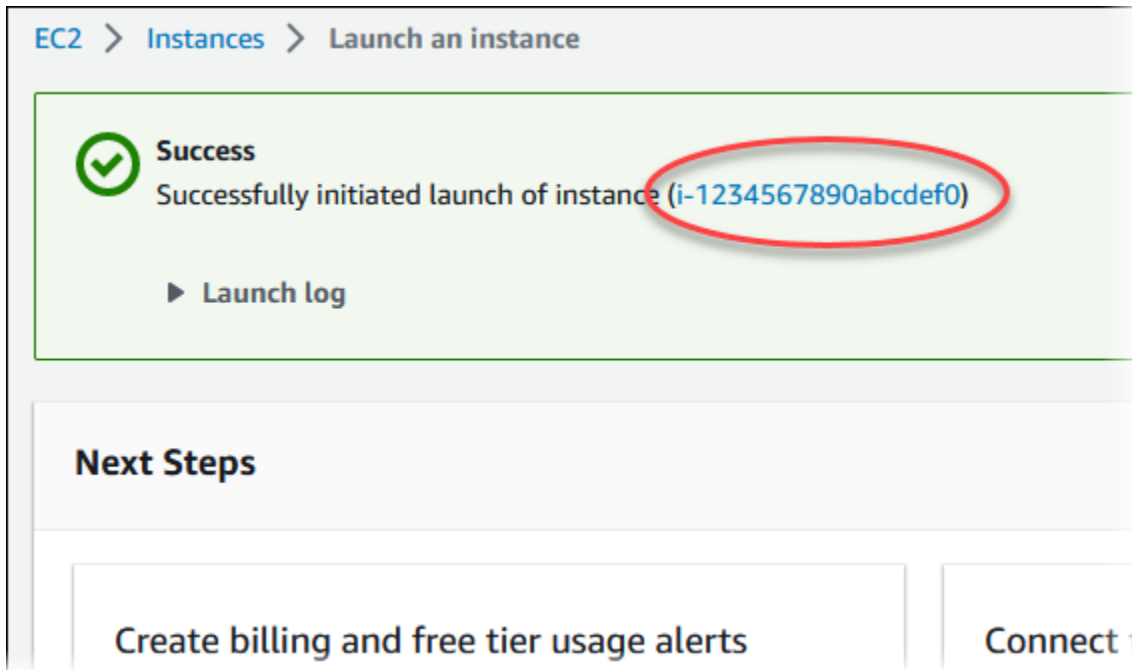 EC2 > Instances > Launch an instance
Success
Successfully initiated launch of instance (i-1234567890abcdef0)
Launch log
Next Steps
Create billing and free tier usage alerts
Connect